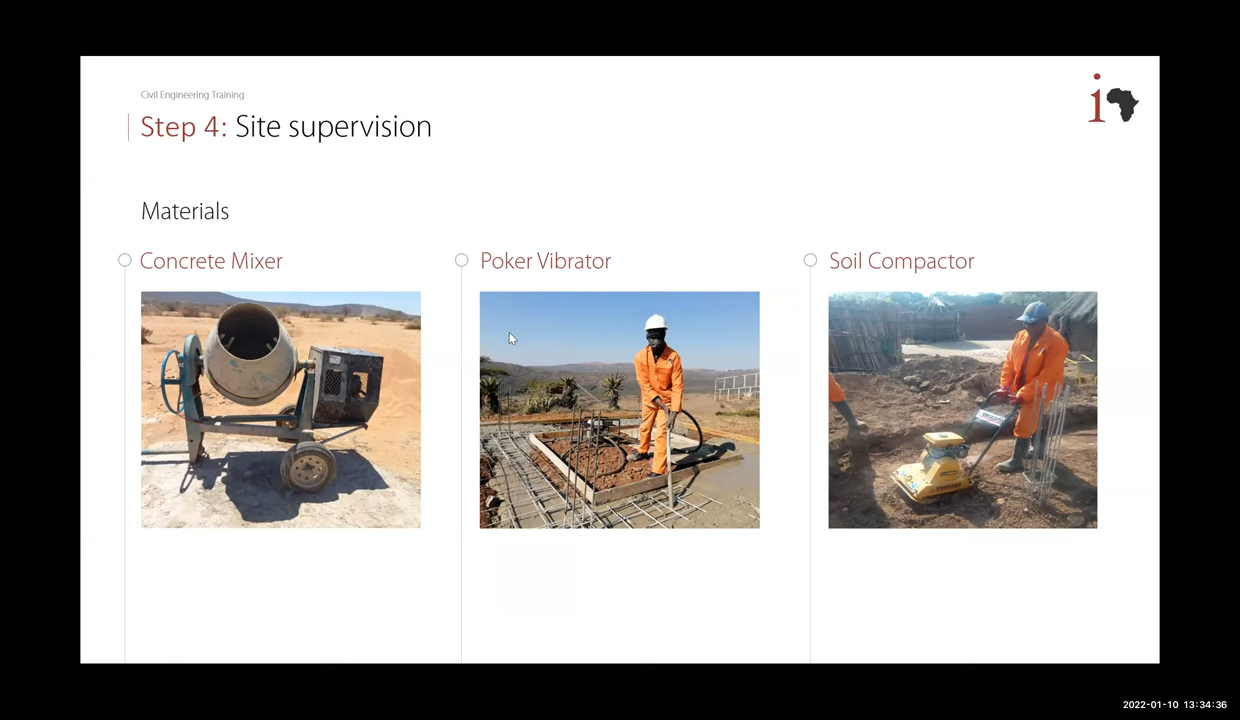 Civil Engineering Training
Step 4: Site supervision
i
Materials
Concrete Mixer
Poker Vibrator
Soil Compactor
2022-01-10 13:34:36